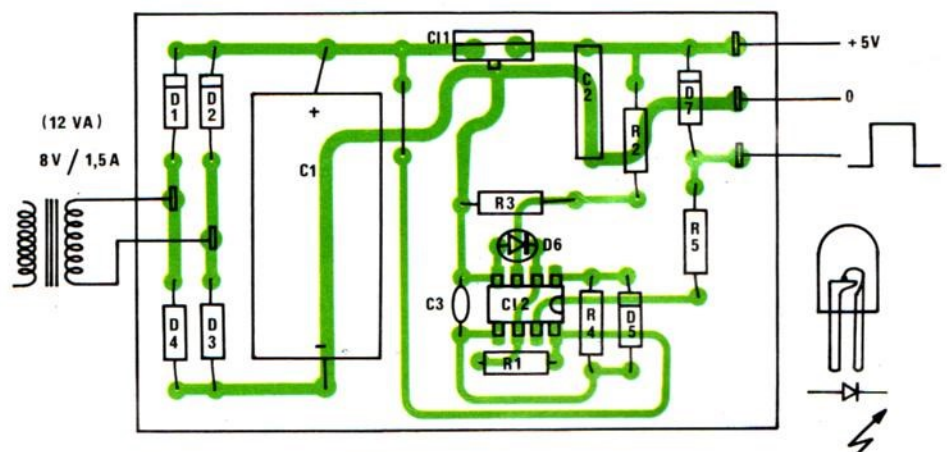 (12 VA)
8V / 1,5A
D1
D2
D4
D3
+
C1
-
CI1
C2
R2
D7
+5V
0
R3
D6
R5
C3
CI2
R4
D5
R1